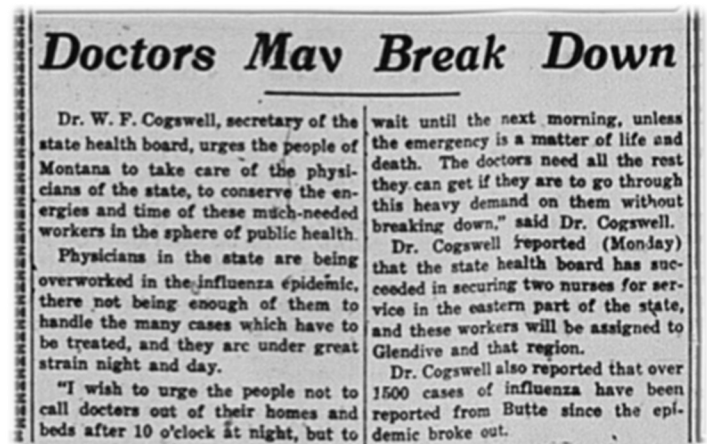 Doctors May Break Down
Dr. W. F. Cogswell, secretary of the
state health board, urges the people of
Montana to take care of the physi-
cians of the state, to conserve the en-
ergies and time of these much-needed
workers in the sphere of public health.
Physicians in the state are being
overworked in the influenza epidemic,
there not being enough of them to
handle the many cases which have to
be treated, and they are under great
strain night and day.
"I wish to urge the people not to
call docters out of their homes and
beds after 10 o'clock at night, but to
wait until the next morning, unless
the emergency is a matter of life and
death. The doctors need all the rest
they can get if they are to go through
this heavy demand on them without
breaking down," said Dr. Cogswell.
Dr. Cogswell reported (Monday)
that the state health board has suc-
ceeded in securing two nurses for ser-
vice in the eastern part of the state,
and these workers will be assigned to
Glendive and that region.
Dr. Cogswell also reported that over
1500 cases of influenza have been
reported from Butte since the epi-
demic broke out.